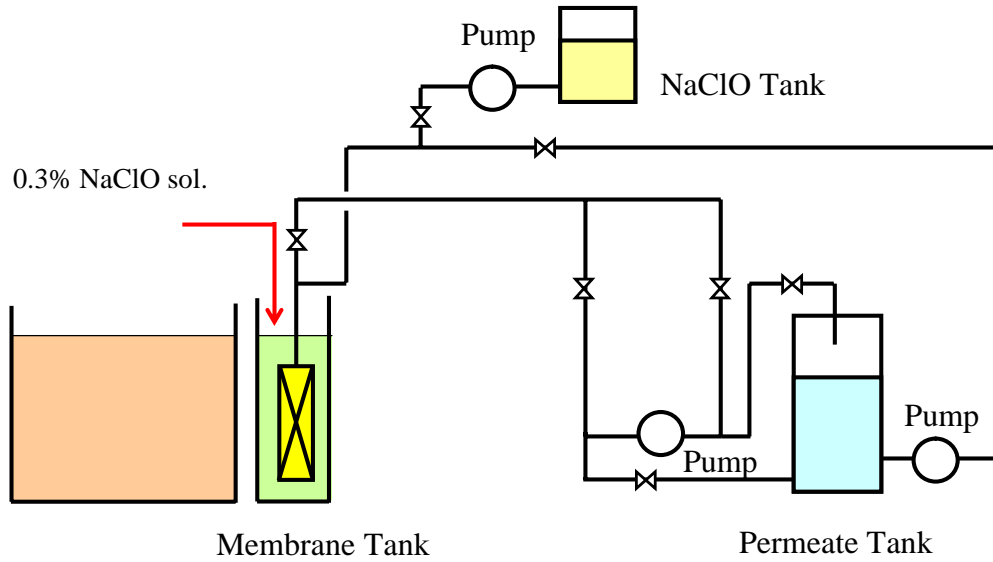 Pump
NaClO Tank
0.3% NaClO sol.
Pump
Pump
Membrane Tank
Permeate Tank